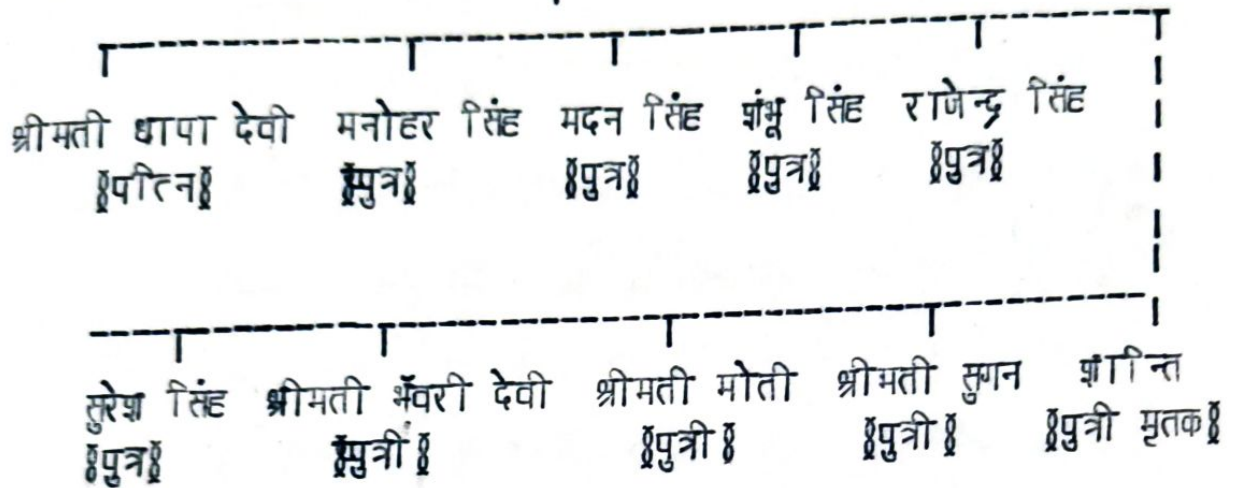 श्रीमती धापा देवी मनोहर सिंह मदन सिंह शंभू सिंह राजेन्द्र सिंह
§पत्नि§ §पुत्र§ §पुत्र§ §पुत्र§ §पुत्र§
सुरेश सिंह श्रीमती भँवरी देवी श्रीमती मोती श्रीमती सुगन शान्ति
§पुत्र§ §पुत्री§ §पुत्री§ §पुत्री§ §पुत्री मृतक§